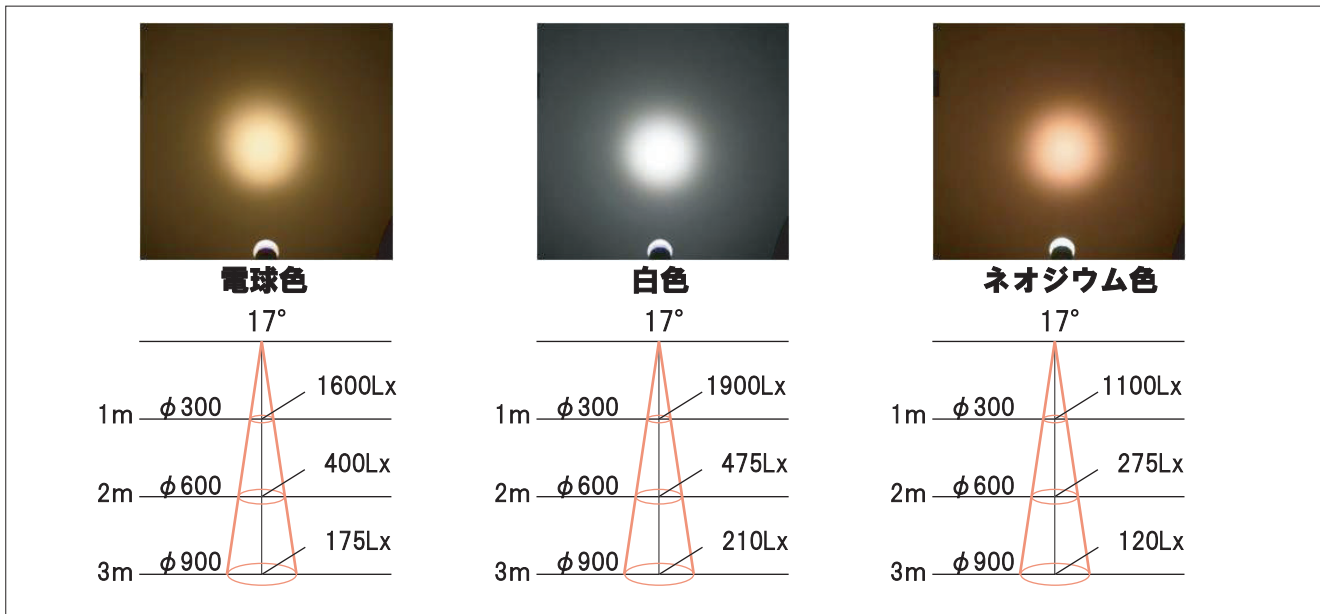 電球色
17°
1600Lx
1m φ300
400Lx
2m φ600
175Lx
3m φ900
白色
17°
1900Lx
1m φ300
475Lx
2m φ600
210Lx
3m φ900
ネオジウム色
17°
1100Lx
1m φ300
275Lx
2m φ600
120Lx
3m φ900